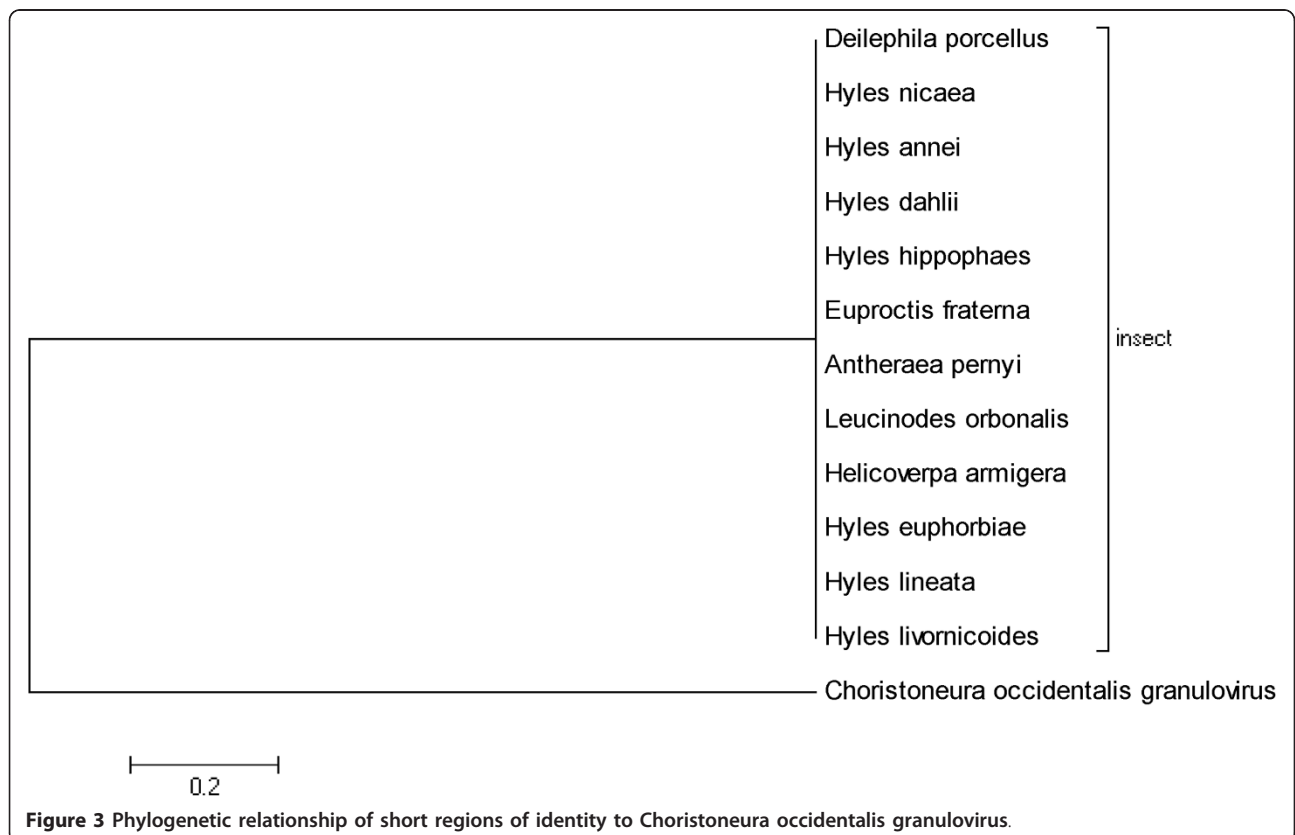 Deilephila porcellus
Hyles nicaea
Hyles annei
Hyles dahlii
Hyles hippophaes
Euproctis fraterna
insect
Antheraea pernyi
Leucinodes orbonalis
Helicoverpa armigera
Hyles euphorbiae
Hyles lineata
Hyles livornicoides
Choristoneura occidentalis granulovirus
0.2
Figure 3 Phylogenetic relationship of short regions of identity to Choristoneura occidentalis granulovirus.